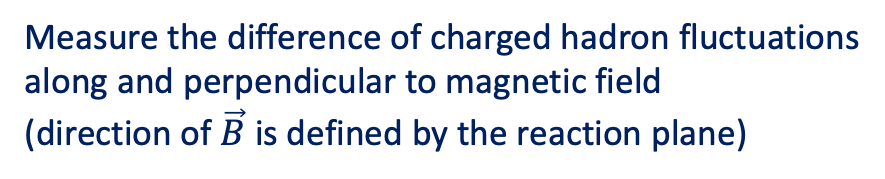 Measure the difference of charged hadron fluctuations
along and perpendicular to magnetic field
(direction of $\vec{B}$ is defined by the reaction plane)